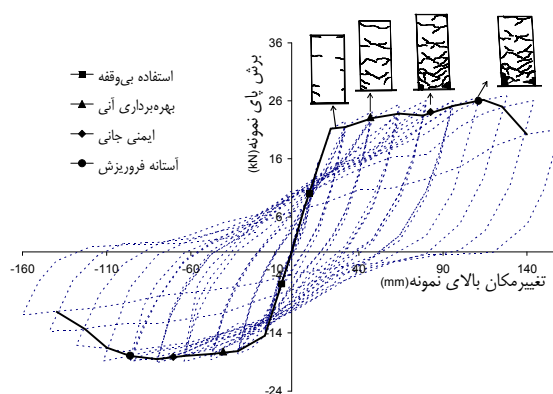 استفاده بی‌وقفه
بهره‌برداری آنی
ایمنی جانی
آستانه فروریزش
برش پای نمونه(kN)
36
26
16
6
-14
-24
-160
-110
-60
-10
40
90
140
تغییرمکان بالای نمونه(mm)